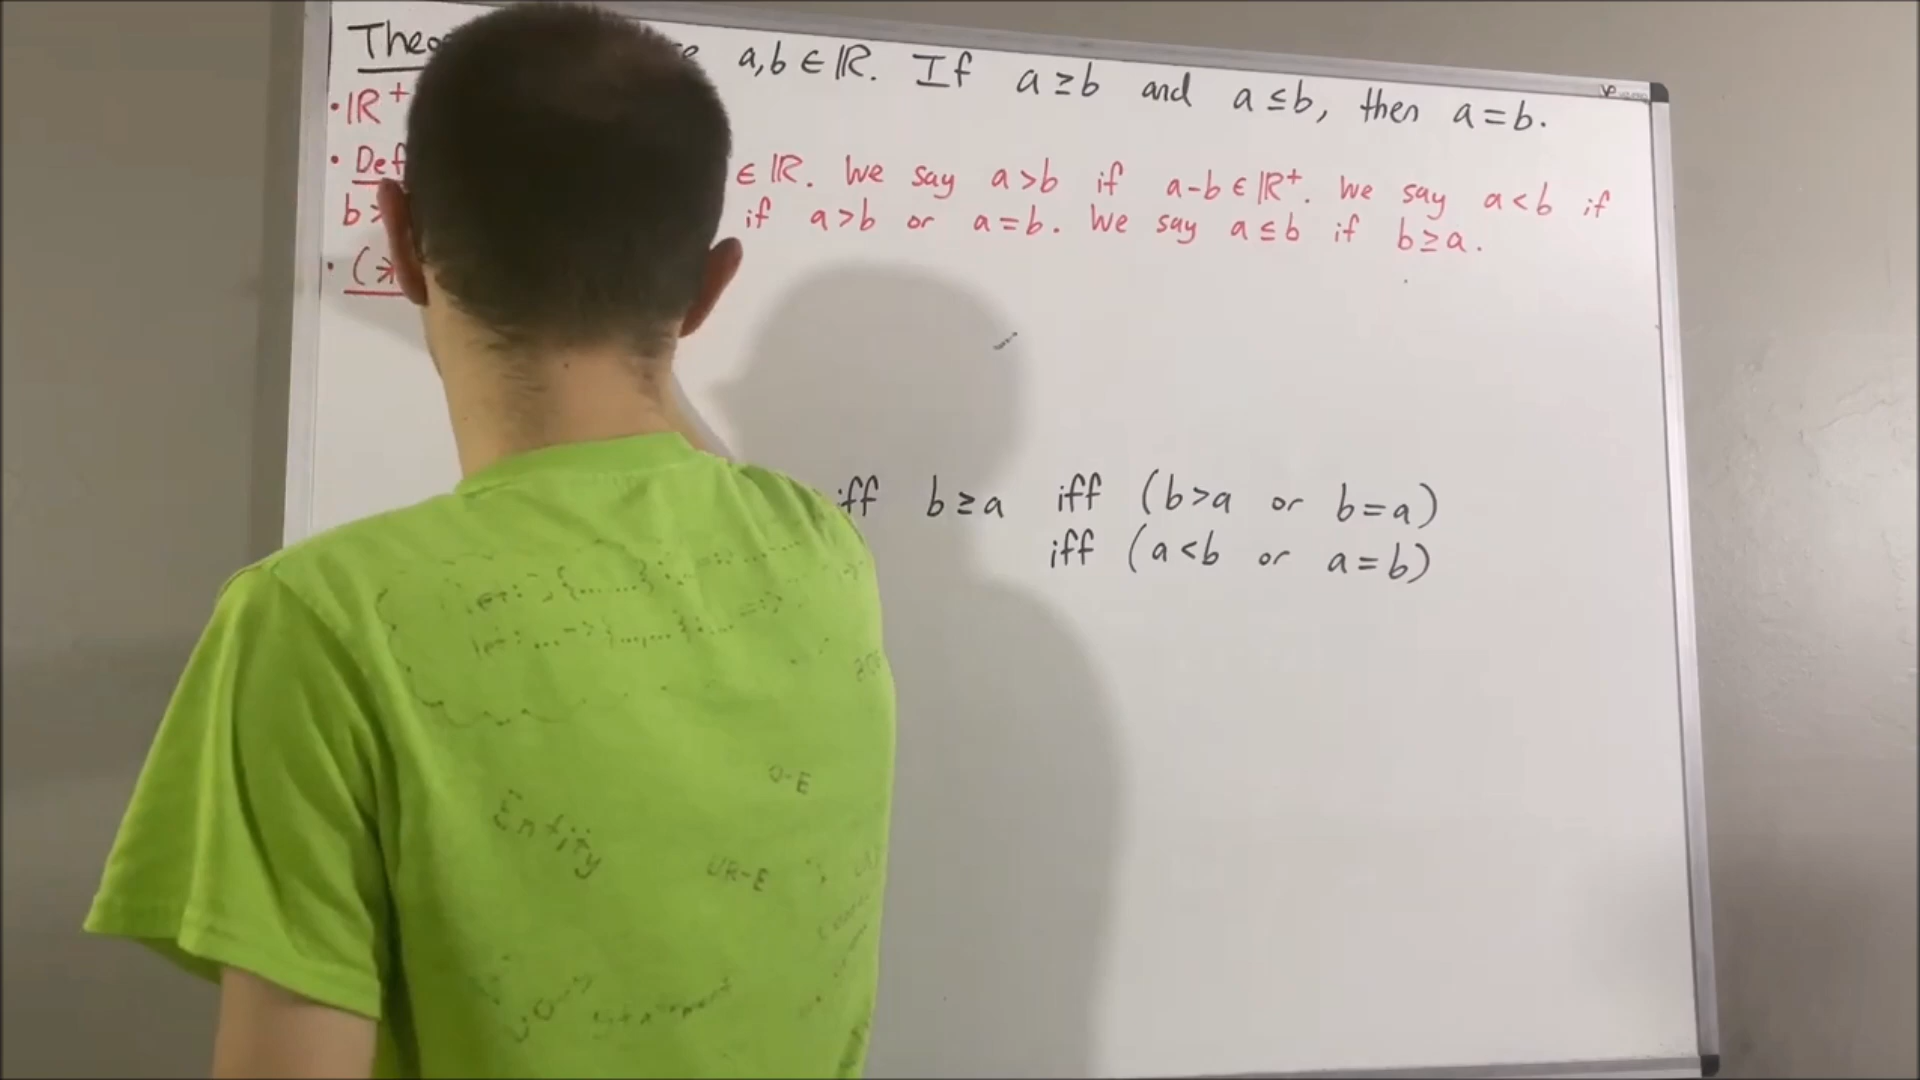 Theo a,b ∈ ℝ. If a ≥ b and a ≤ b, then a = b.
• ℝ⁺
• Def ∈ ℝ. We say a > b if a - b ∈ ℝ⁺. We say a < b if
b > if a > b or a = b. We say a ≤ b if b ≥ a.
• (*
iff b ≥ a iff (b > a or b = a)
iff (a < b or a = b)
O-E
Entity
UR-E